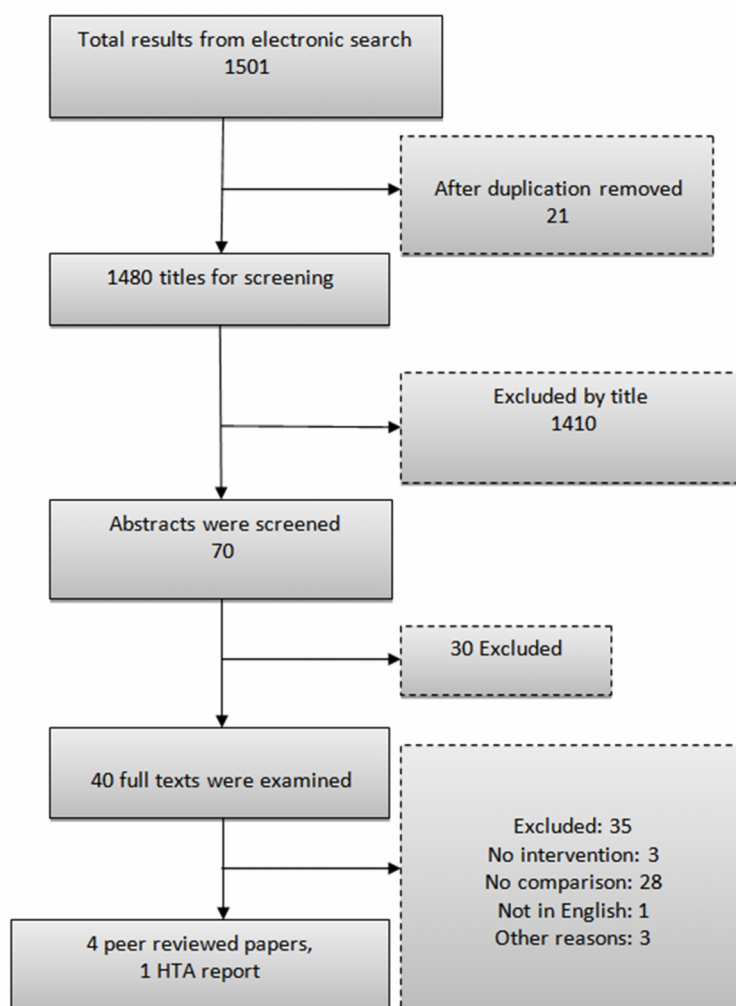 Total results from electronic search
1501
After duplication removed
21
1480 titles for screening
Excluded by title
1410
Abstracts were screened
70
30 Excluded
40 full texts were examined
Excluded: 35
No intervention: 3
No comparison: 28
Not in English: 1
Other reasons: 3
4 peer reviewed papers,
1 HTA report